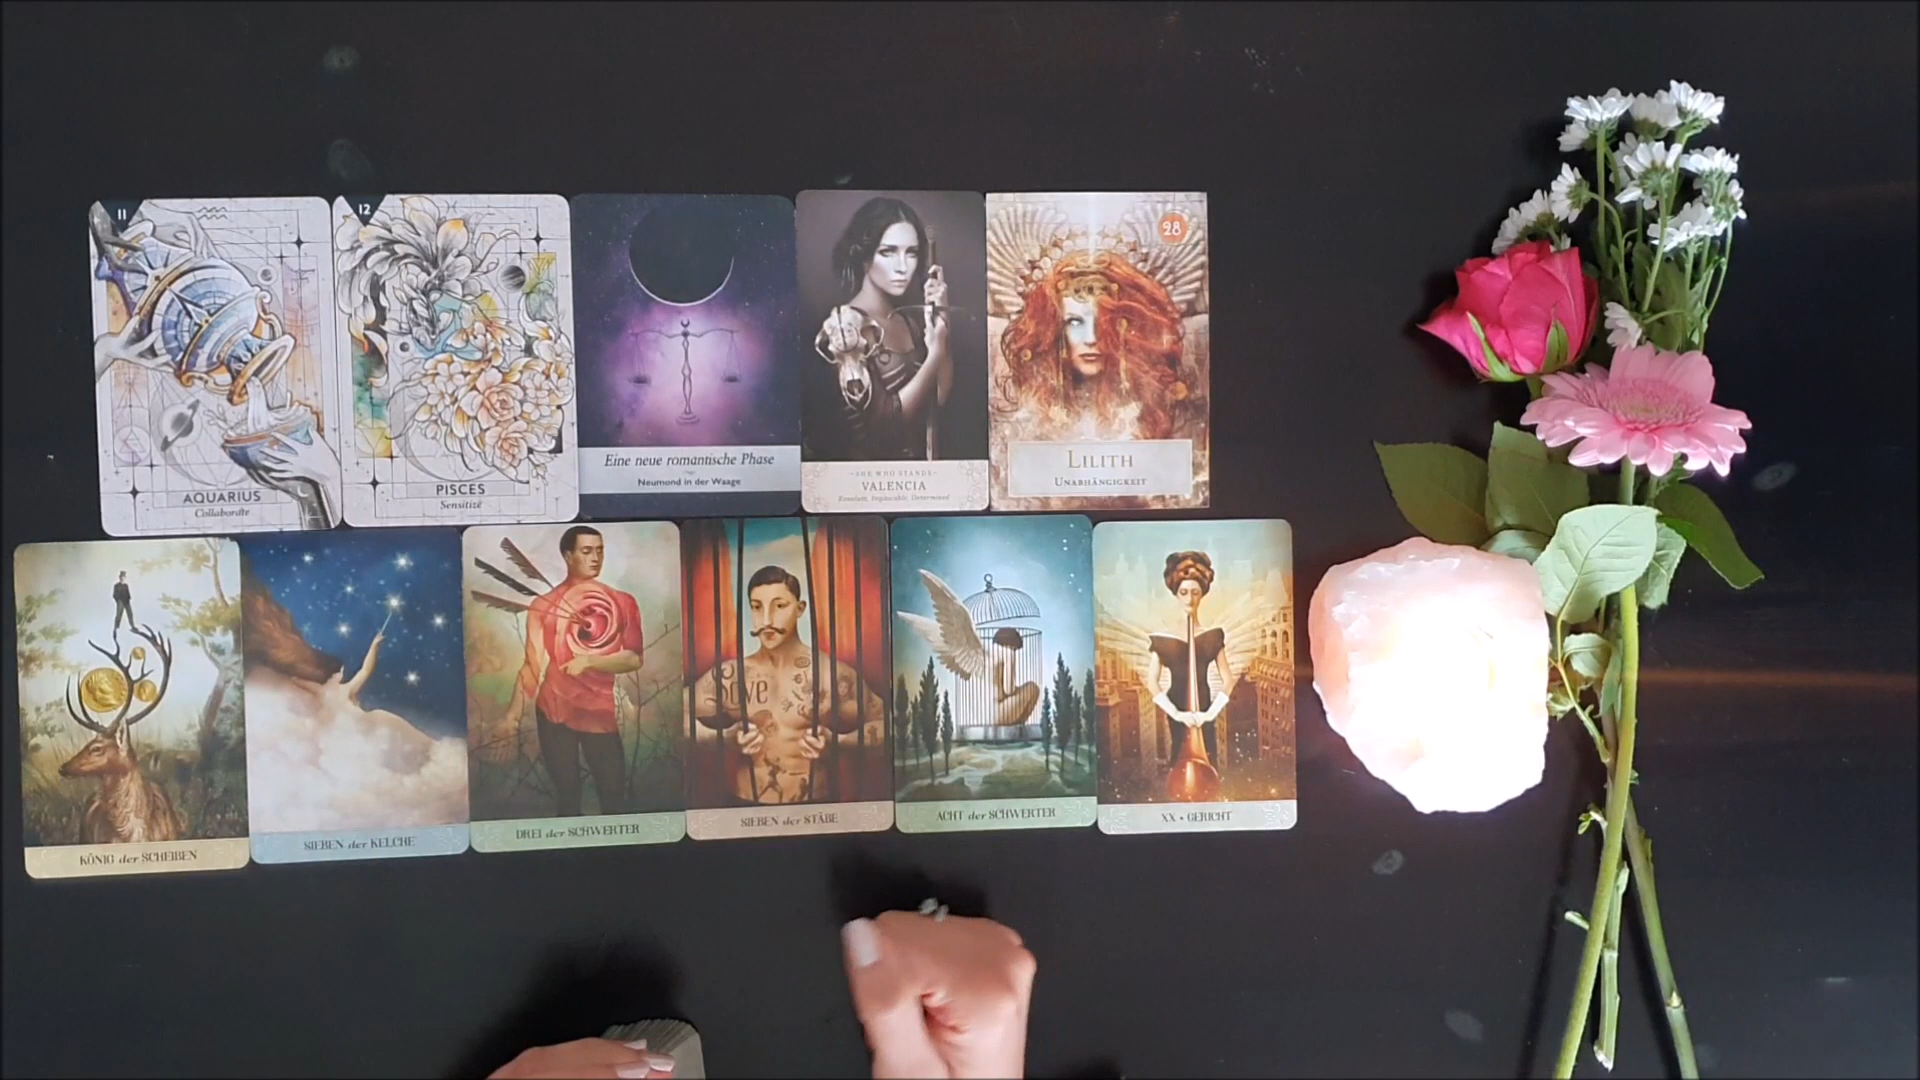 11
AQUARIUS
Collaborate
12
PISCES
Sensitize
Eine neue romantische Phase
Neumond in der Waage
~SHE WHO STANDS~
VALENCIA
Resolute, Implacable, Determined
28
LILITH
UNABHÄNGIGKEIT
KÖNIG der SCHEIBEN
SIEBEN der KELCHE
DREI der SCHWERTER
Love
SIEBEN der STÄBE
ACHT der SCHWERTER
XX • GERICHT